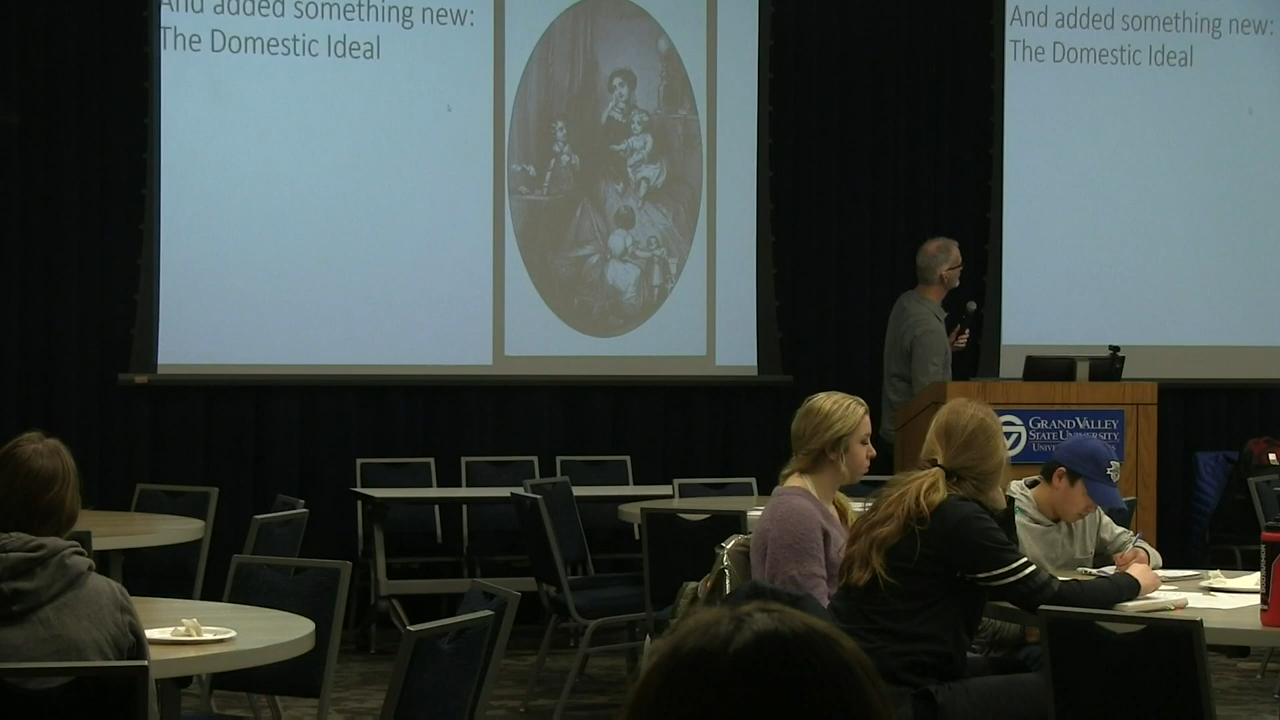 And added something new:
The Domestic Ideal
And added something new:
The Domestic Ideal
GRAND VALLEY
STATE UNIVERSITY